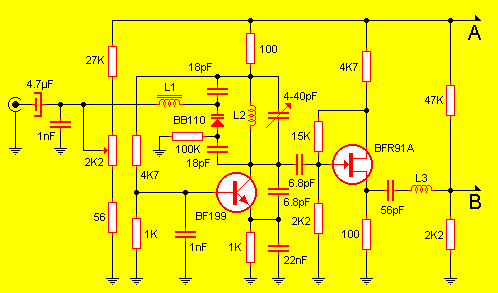 A
27K
100
18pF
4K7
4.7µF
L1
4-40pF
47K
BB110
L2
1nF
15K
BFR91A
100K
2K2
18pF
4K7
6.8pF
L3
B
56
BF199
6.8pF
56pF
1K
1nF
1K
22nF
2K2
100
2K2